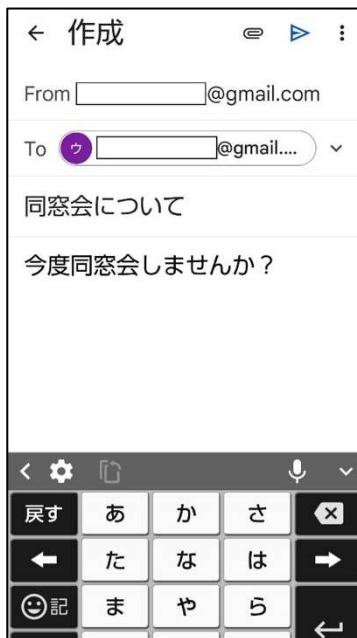 作成
From @gmail.com
To ウ @gmail....
同窓会について
今度同窓会しませんか？
戻す あ か さ
た な は
記 ま や ら